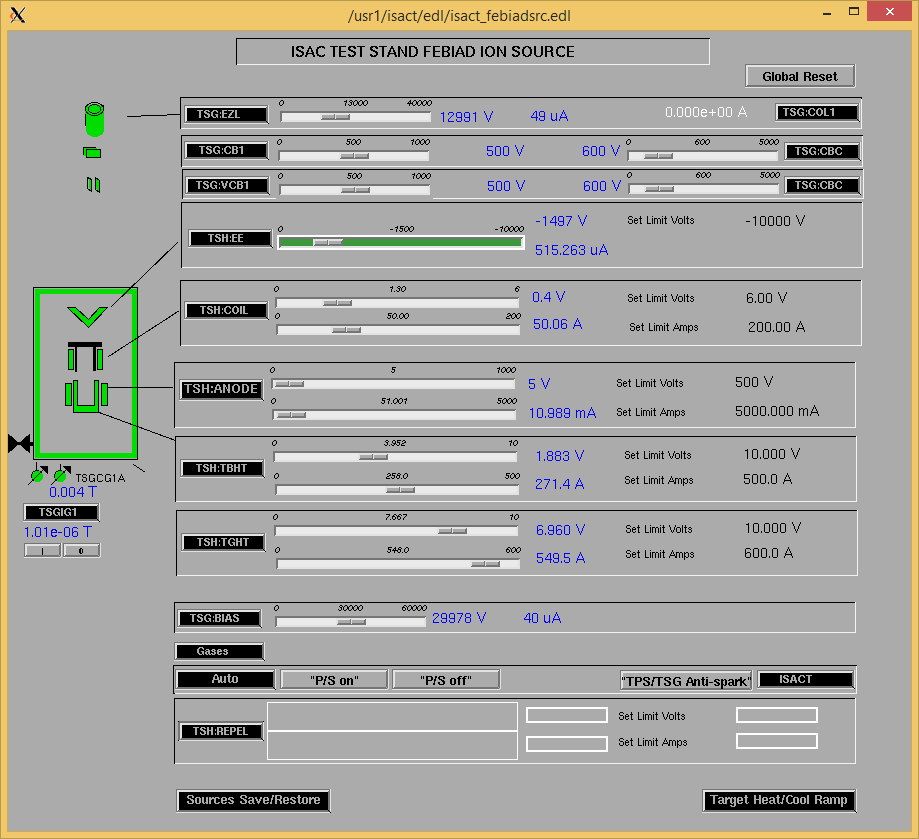 /usr1/isact/edl/isact_febiadsrc.edl
ISAC TEST STAND FEBIAD ION SOURCE
Global Reset
TSG:EZL 0 13000 40000 12991 V 49 uA 0.000e+00 A TSG:COL1
TSG:CB1 0 500 1000 500 V 600 V 0 600 5000 TSG:CBC
TSG:VCB1 0 500 1000 500 V 600 V 0 600 5000 TSG:CBC
TSH:EE 0 -1500 -10000 -1497 V Set Limit Volts -10000 V
515.263 uA
TSH:COIL 0 1.30 6 0.4 V Set Limit Volts 6.00 V
0 50.00 200 50.06 A Set Limit Amps 200.00 A
TSH:ANODE 0 5 1000 5 V Set Limit Volts 500 V
51.001 5000 10.989 mA Set Limit Amps 5000.000 mA
TSH:TBHT 0 3.952 10 1.883 V Set Limit Volts 10.000 V
0 258.0 500 271.4 A Set Limit Amps 500.0 A
TSGCG1A
0.004 T
TSGIG1
1.01e-06 T
I 0
TSH:TGHT 0 7.667 10 6.960 V Set Limit Volts 10.000 V
0 548.0 600 549.5 A Set Limit Amps 600.0 A
TSG:BIAS 0 30000 60000 29978 V 40 uA
Gases
Auto "P/S on" "P/S off" "TPS/TSG Anti-spark" ISACT
TSH:REPEL Set Limit Volts
Set Limit Amps
Sources Save/Restore Target Heat/Cool Ramp